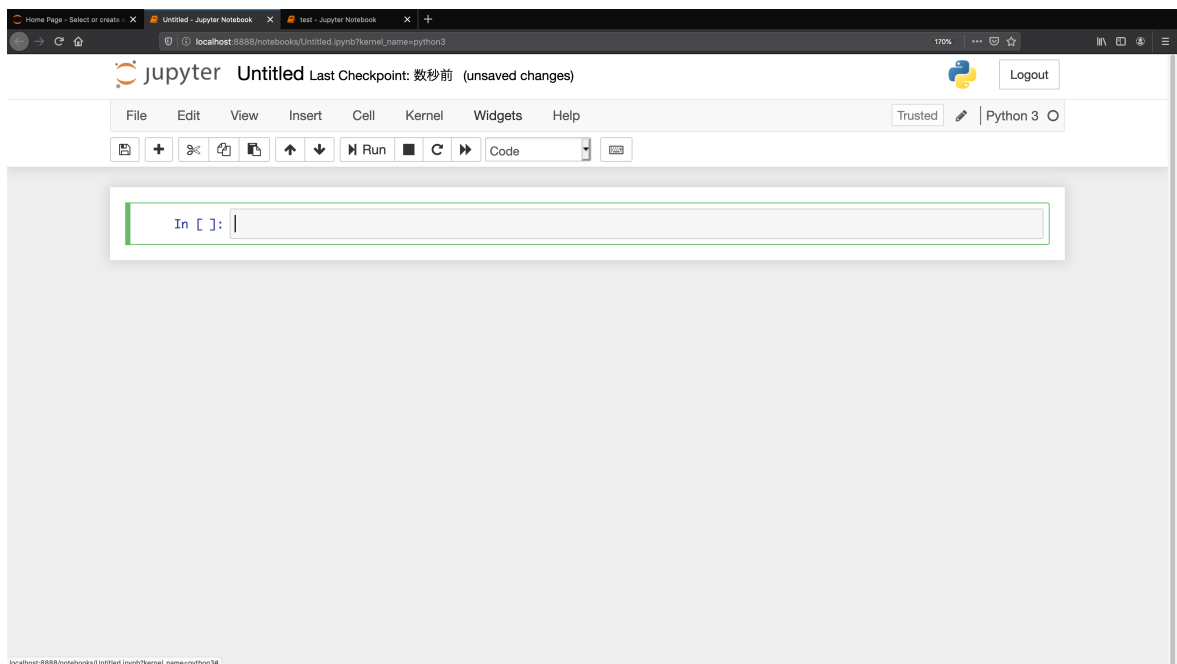 Home Page - Select or create a
Untitled - Jupyter Notebook
test - Jupyter Notebook
localhost:8888/notebooks/Untitled.ipynb?kernel_name=python3
170%
jupyter Untitled Last Checkpoint: 数秒前 (unsaved changes)
Logout
File Edit View Insert Cell Kernel Widgets Help
Trusted
Python 3
Run
Code
In [ ]:
localhost:8888/notebooks/Untitled.ipynb?kernel_name=python3#